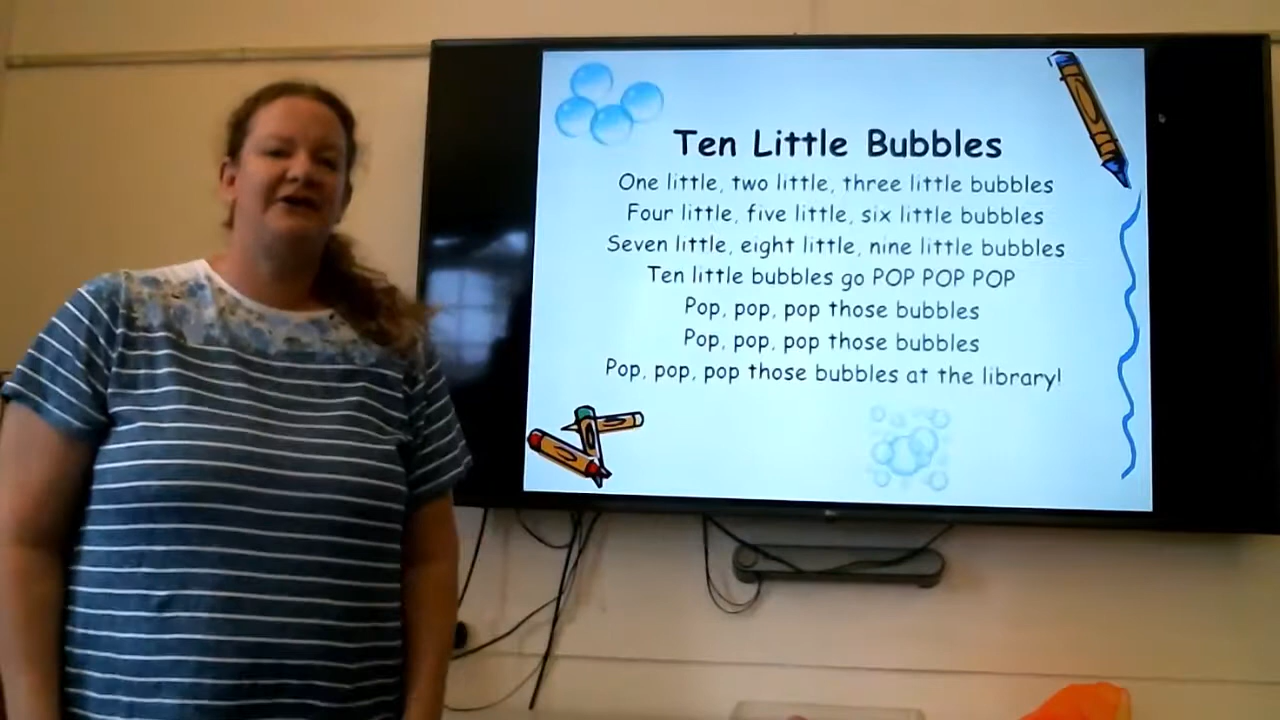 Ten Little Bubbles
One little, two little, three little bubbles
Four little, five little, six little bubbles
Seven little, eight little, nine little bubbles
Ten little bubbles go POP POP POP
Pop, pop, pop those bubbles
Pop, pop, pop those bubbles
Pop, pop, pop those bubbles at the library!